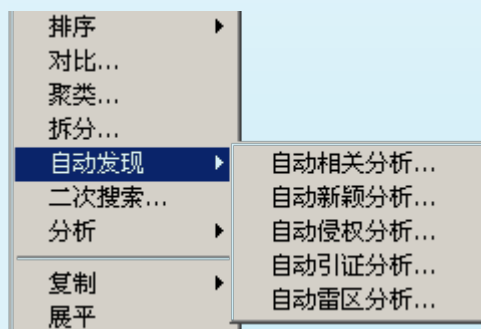 排序
对比...
聚类...
拆分...
自动发现
二次搜索...
分析
复制
展平
自动相关分析...
自动新颖分析...
自动侵权分析...
自动引证分析...
自动雷区分析...